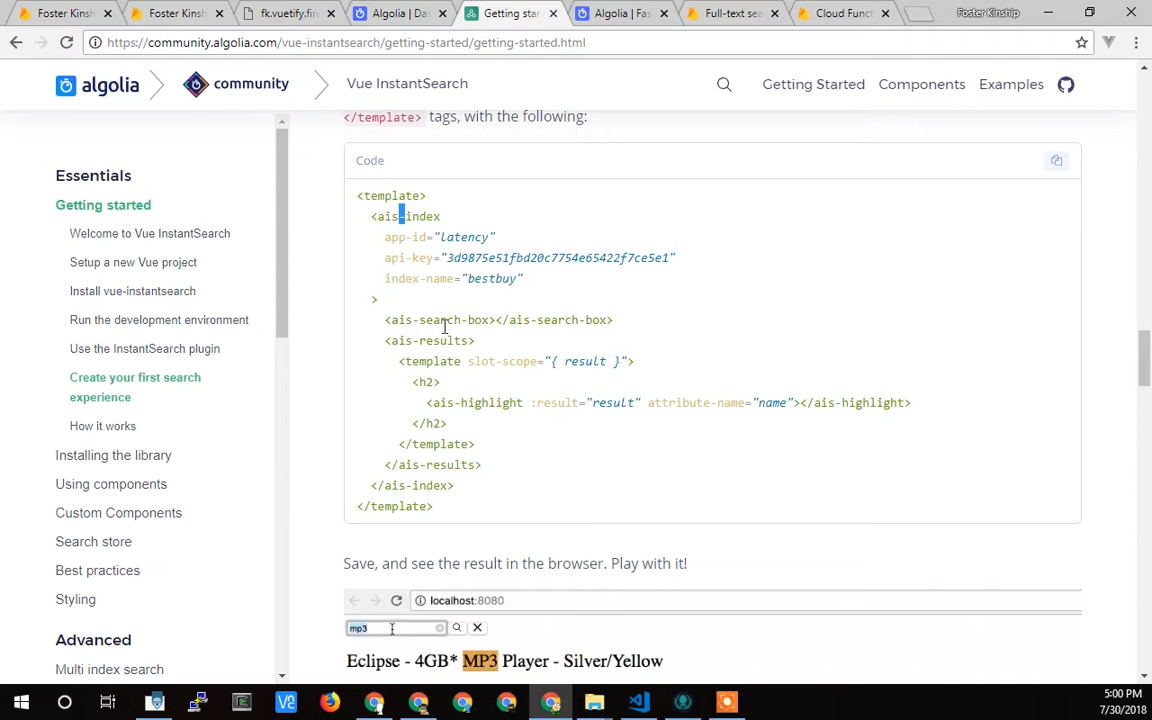 Foster Kinsh
Foster Kinsh
fk.vuetify.fire
Algolia | Da
Getting star
Algolia | Fas
Full-text sea
Cloud Funct
Foster Kinship
https://community.algolia.com/vue-instantsearch/getting-started/getting-started.html
algolia
community
Vue InstantSearch
Getting Started
Components
Examples
Essentials
Getting started
Welcome to Vue InstantSearch
Setup a new Vue project
Install vue-instantsearch
Run the development environment
Use the InstantSearch plugin
Create your first search
experience
How it works
Installing the library
Using components
Custom Components
Search store
Best practices
Styling
Advanced
Multi index search
</template> tags, with the following:
Code
<template>
<ais-index
app-id="latency"
api-key="3d9875e51fbd20c7754e65422f7ce5e1"
index-name="bestbuy"
>
<ais-search-box></ais-search-box>
<ais-results>
<template slot-scope="{ result }">
<h2>
<ais-highlight :result="result" attribute-name="name"></ais-highlight>
</h2>
</template>
</ais-results>
</ais-index>
</template>
Save, and see the result in the browser. Play with it!
localhost:8080
mp3
Eclipse - 4GB* MP3 Player - Silver/Yellow
5:00 PM
7/30/2018